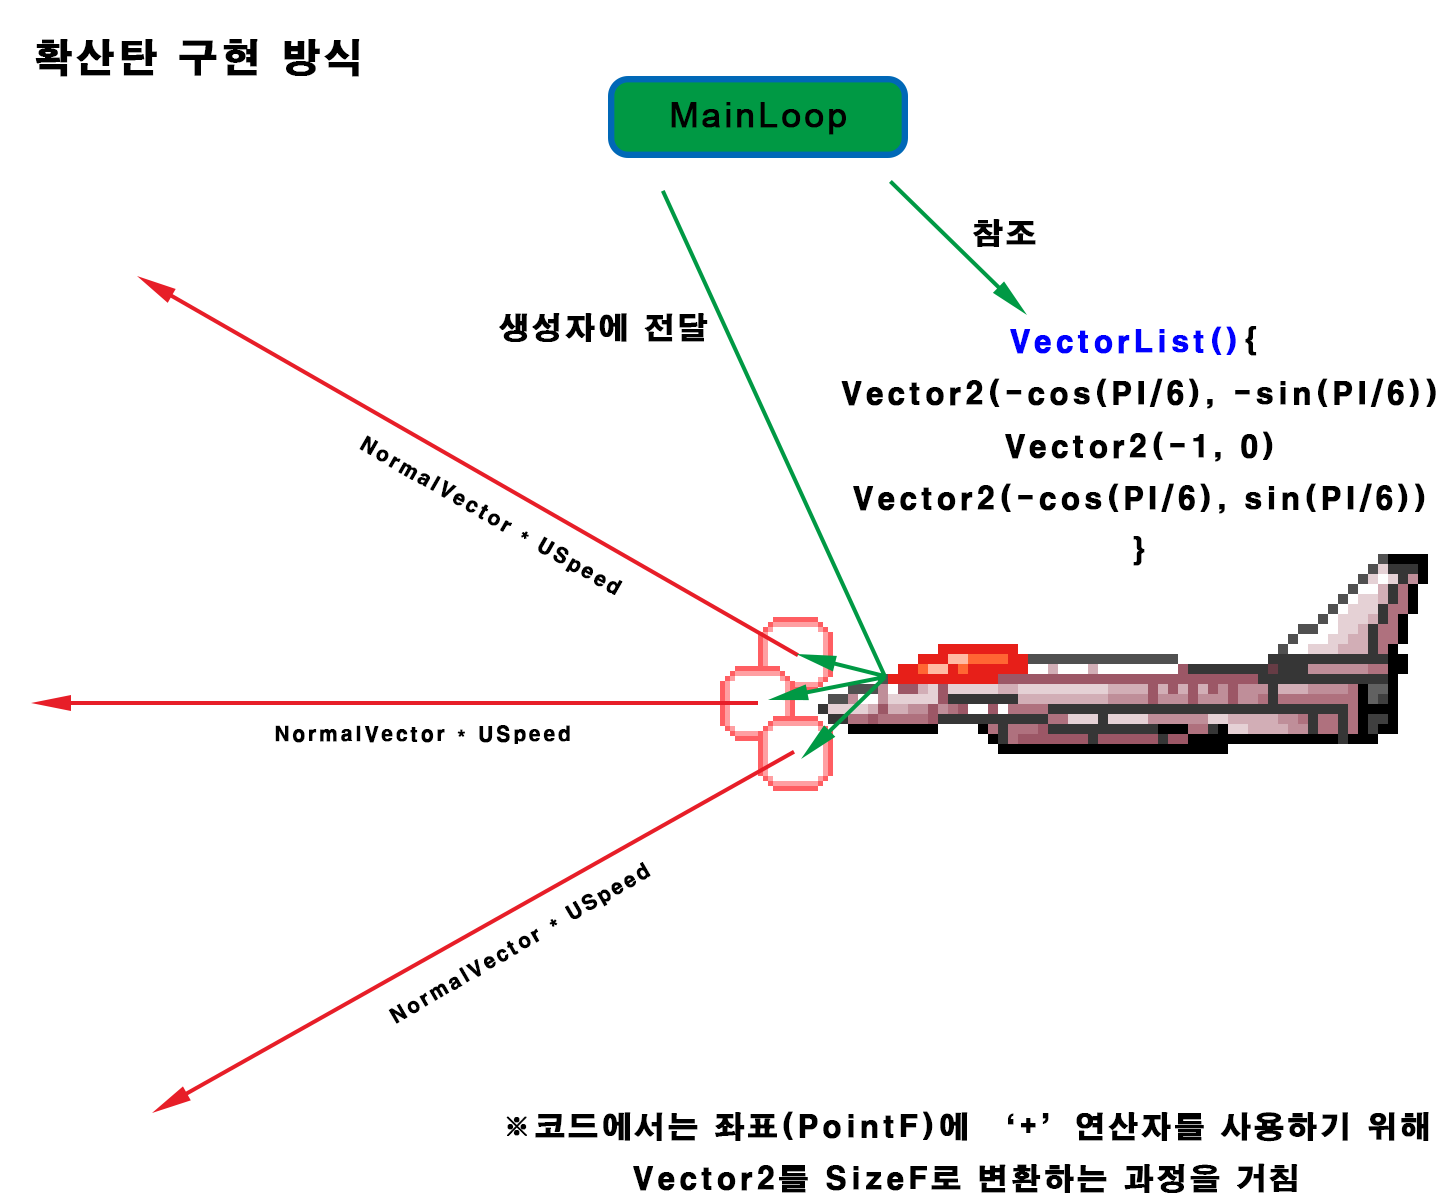 확산탄 구현 방식
MainLoop
참조
생성자에 전달
VectorList(){
Vector2(-cos(PI/6), -sin(PI/6))
Vector2(-1, 0)
Vector2(-cos(PI/6), sin(PI/6))
}
NormalVector * USpeed
NormalVector * USpeed
NormalVector * USpeed
※코드에서는 좌표(PointF)에 ‘+’ 연산자를 사용하기 위해
Vector2를 SizeF로 변환하는 과정을 거침